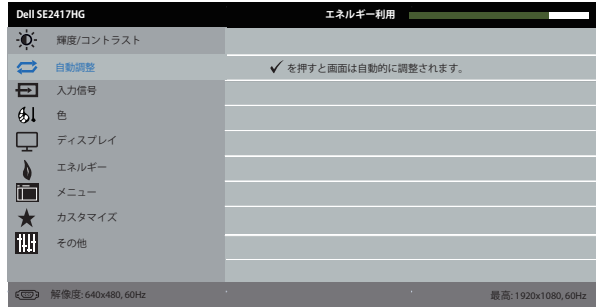 Dell SE2417HG エネルギー利用
輝度/コントラスト
自動調整 ✓ を押すと画面は自動的に調整されます。
入力信号
色
ディスプレイ
エネルギー
メニュー
カスタマイズ
その他
解像度: 640x480, 60Hz 最高: 1920x1080, 60Hz